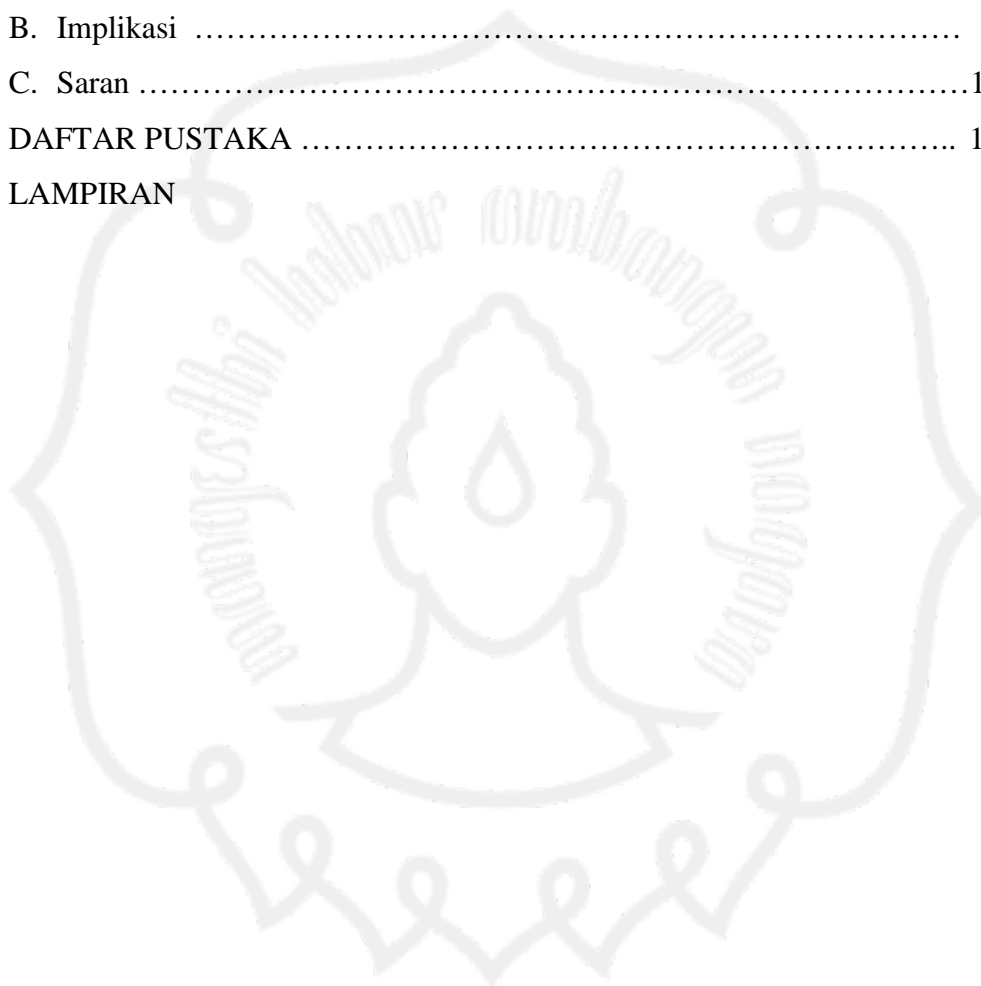 B. Implikasi ……………………………………………………………
C. Saran ……………………………………………………………………1
DAFTAR PUSTAKA ………………………………………………….. 1
LAMPIRAN